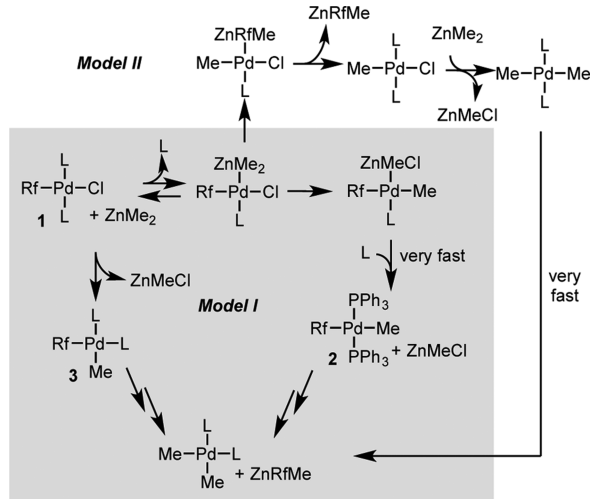 ZnRfMe
ZnRfMe
Model II
Me-Pd-Cl
L
L
Me-Pd-Cl
L
ZnMe2
ZnMeCl
L
Me-Pd-Me
L
L
Rf-Pd-Cl
L
1
+ ZnMe2
L
ZnMe2
Rf-Pd-Cl
L
ZnMeCl
Rf-Pd-Me
L
ZnMeCl
Model I
L
very fast
very
fast
L
Rf-Pd-L
Me
3
PPh3
Rf-Pd-Me
PPh3
2
+ ZnMeCl
L
Me-Pd-L
Me
+ ZnRfMe